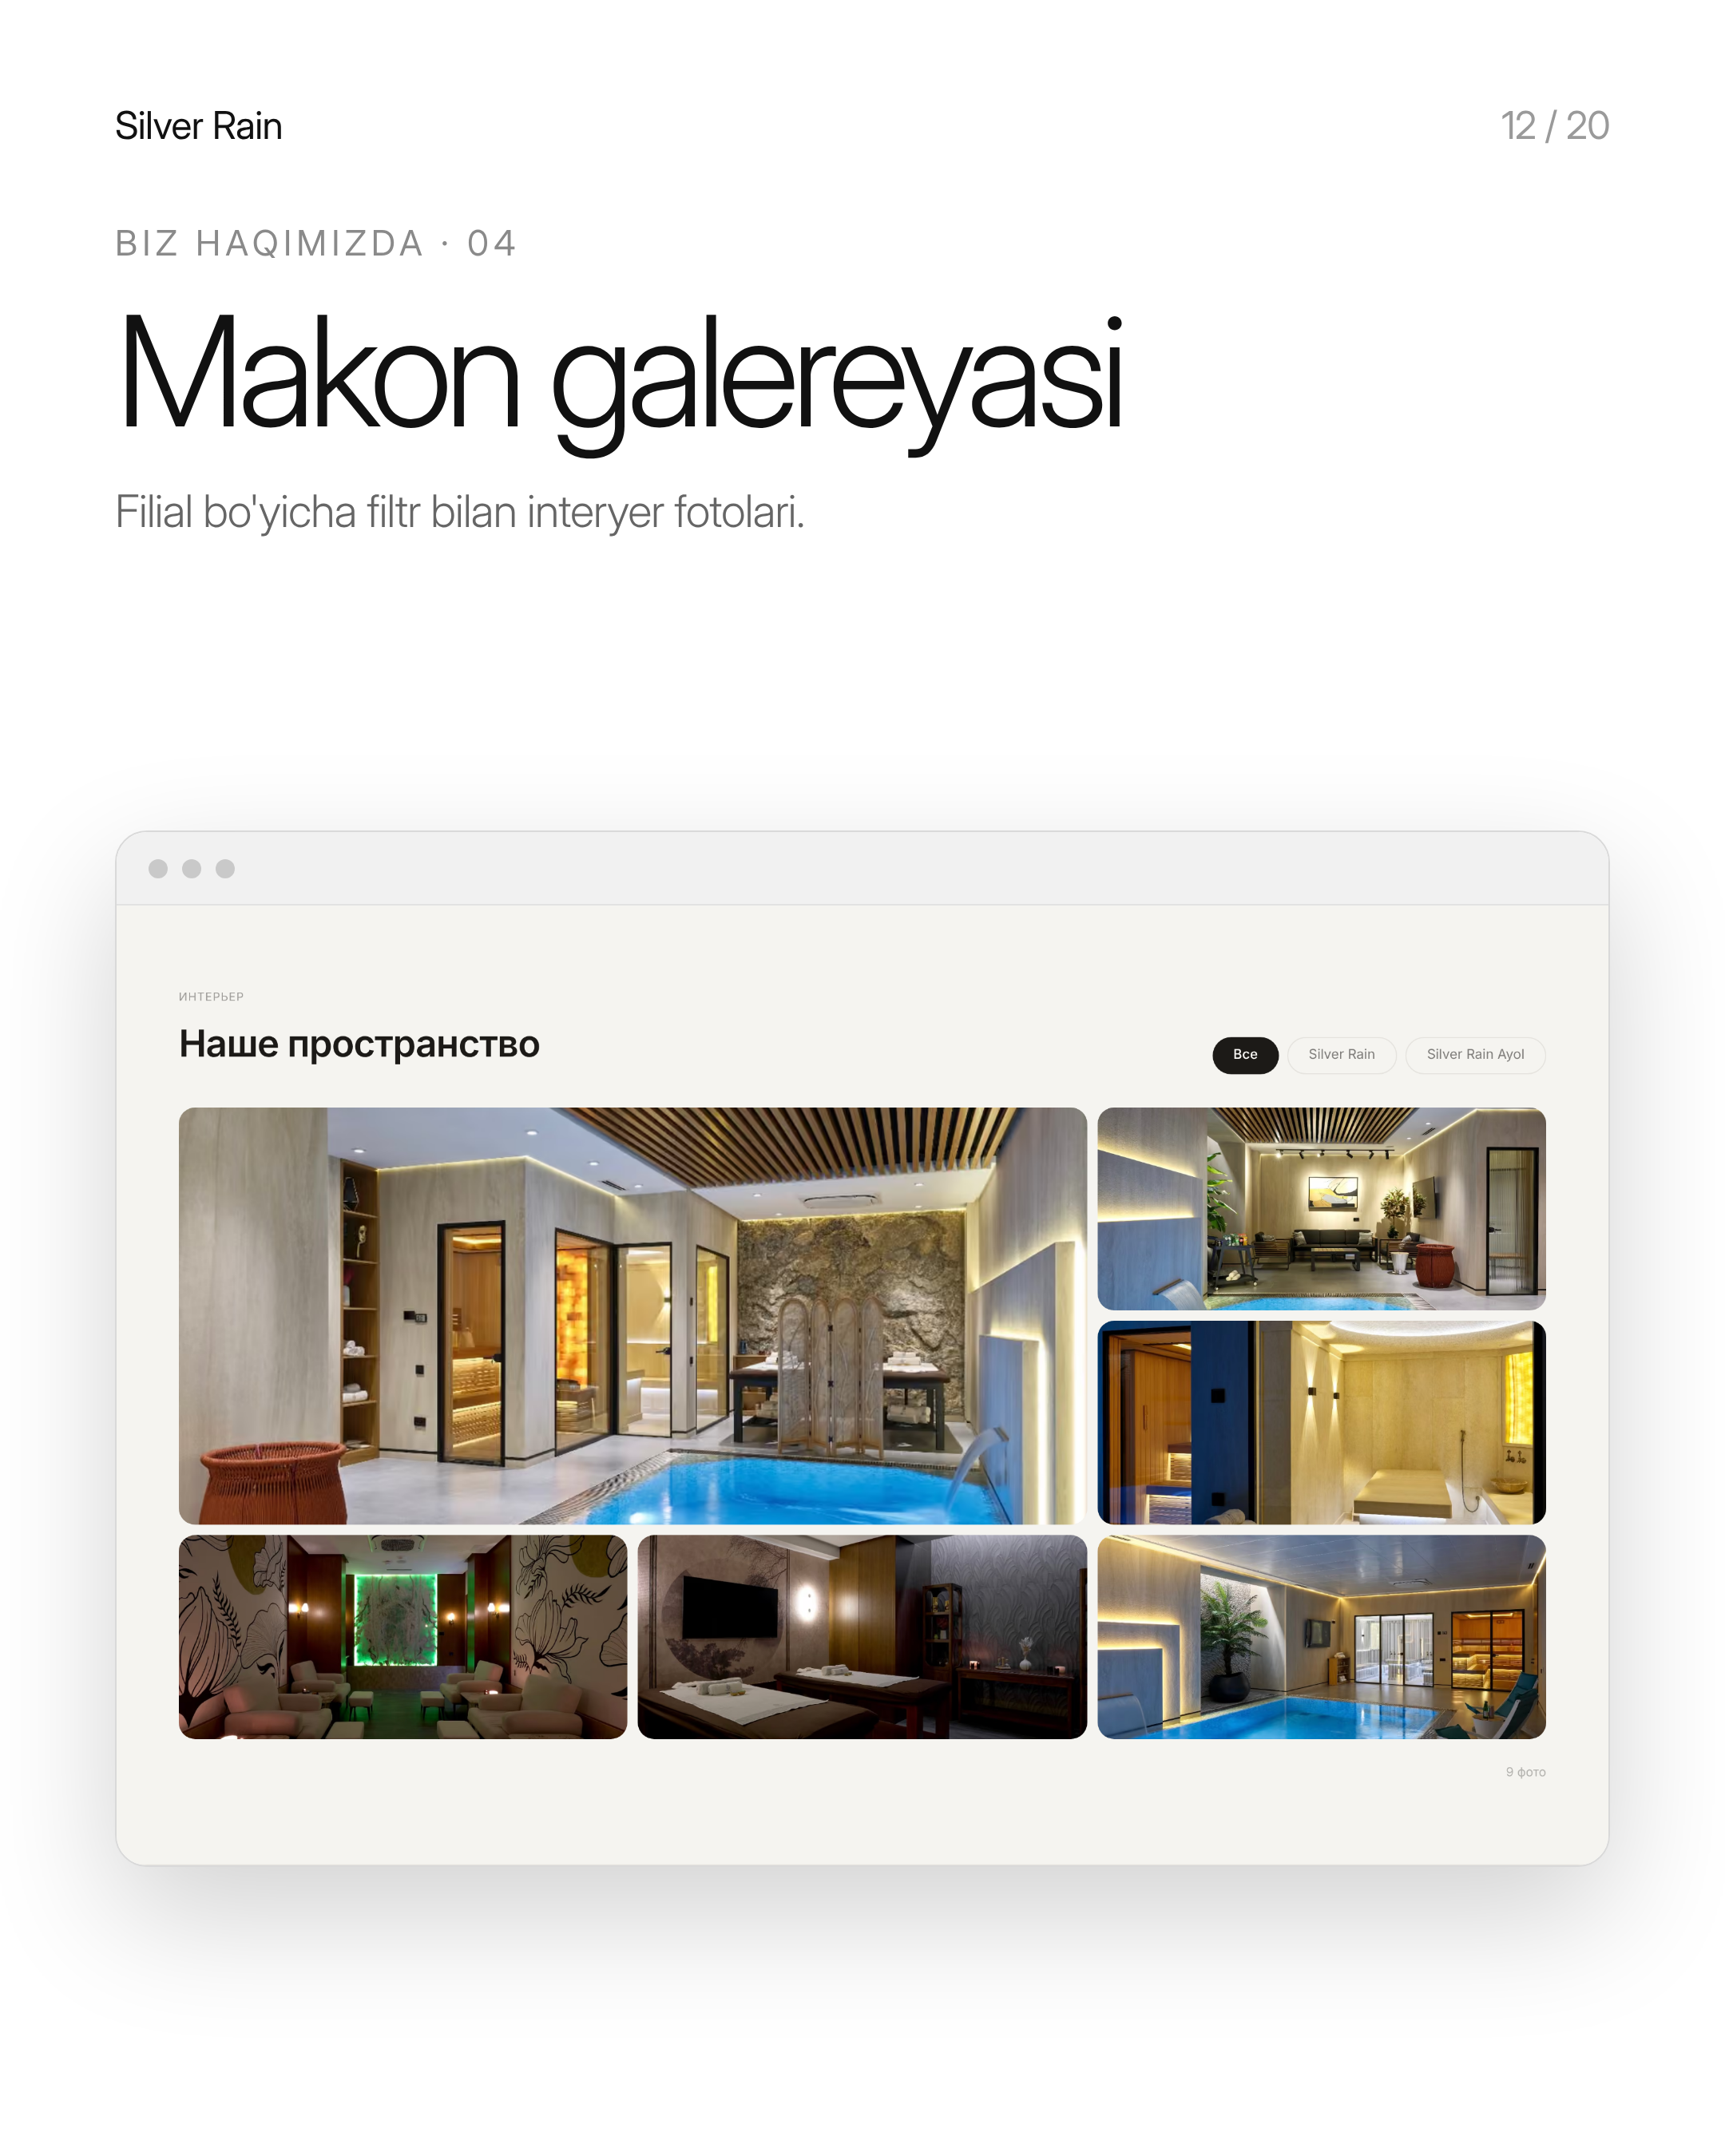 Silver Rain
12 / 20
BIZ HAQIMIZDA · 04
Makon galereyasi
Filial bo'yicha filtr bilan interyer fotolari.
ИНТЕРЬЕР
Наше пространство
Все
Silver Rain
Silver Rain Ayol
9 фото